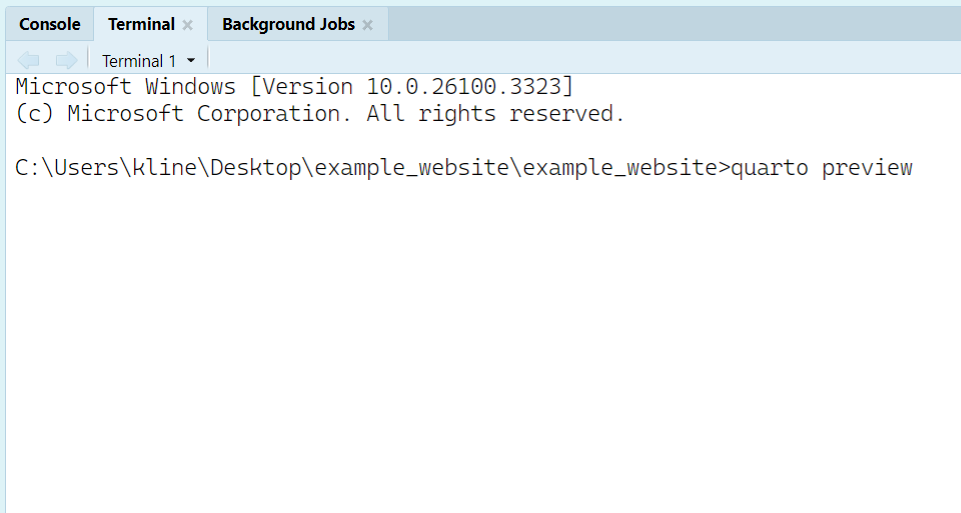 Console Terminal Background Jobs
Terminal 1
Microsoft Windows [Version 10.0.26100.3323]
(c) Microsoft Corporation. All rights reserved.
C:\Users\kline\Desktop\example_website\example_website>quarto preview